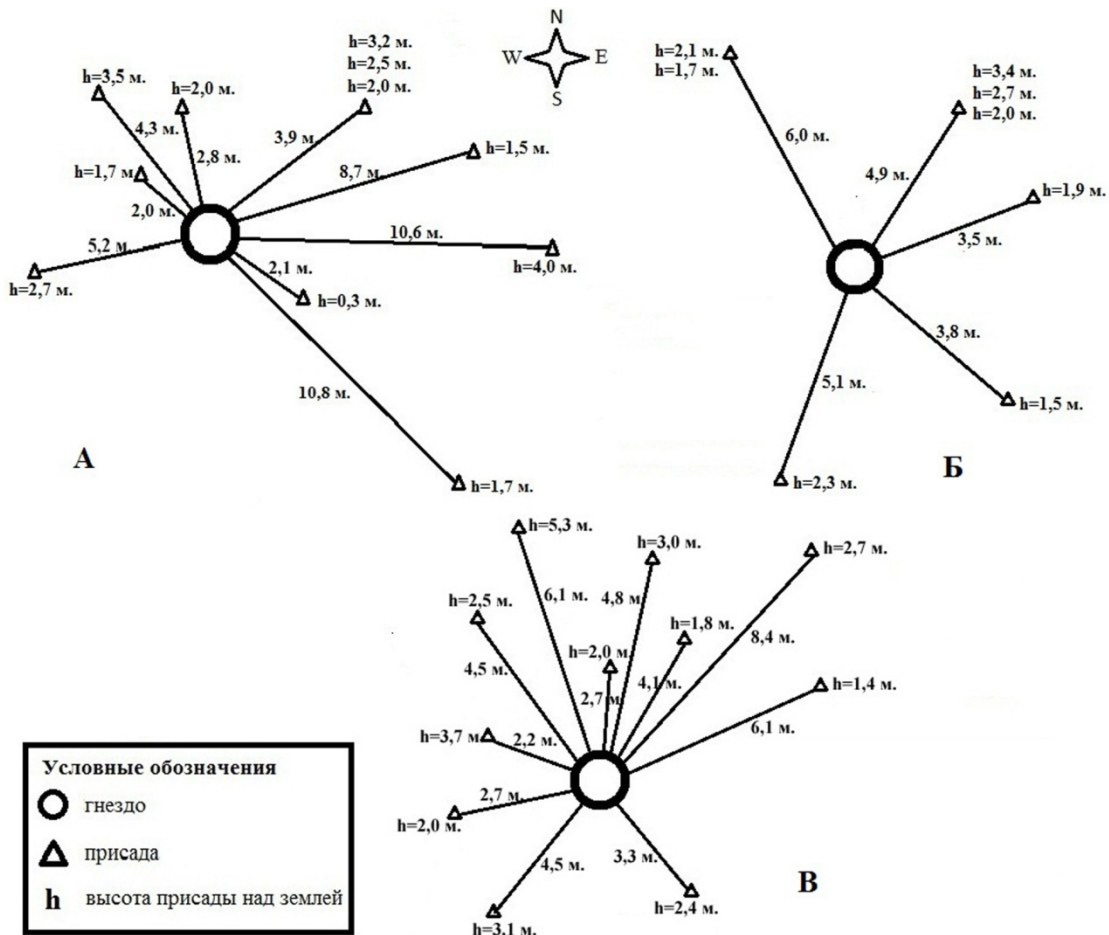 N
W E
S
h=3,5 м.
h=2,0 м.
h=3,2 м.
h=2,5 м.
h=2,0 м.
4,3 м.
2,8 м.
3,9 м.
h=1,5 м.
8,7 м.
h=1,7 м.
2,0 м.
5,2 м.
10,6 м.
h=4,0 м.
2,1 м.
h=0,3 м.
h=2,7 м.
10,8 м.
h=1,7 м.
А
h=2,1 м.
h=1,7 м.
h=3,4 м.
h=2,7 м.
h=2,0 м.
6,0 м.
4,9 м.
h=1,9 м.
3,5 м.
3,8 м.
h=1,5 м.
5,1 м.
h=2,3 м.
Б
h=5,3 м.
h=3,0 м.
h=2,7 м.
h=2,5 м.
6,1 м.
4,8 м
h=1,8 м.
8,4 м.
h=2,0 м
4,5 м.
2,7 м
4,1 м.
h=1,4 м.
6,1 м.
h=3,7 м
2,2 м.
2,7 м.
h=2,0 м.
4,5 м.
3,3 м.
h=2,4 м.
h=3,1 м.
В
Условные обозначения
гнездо
присада
h высота присады над землей